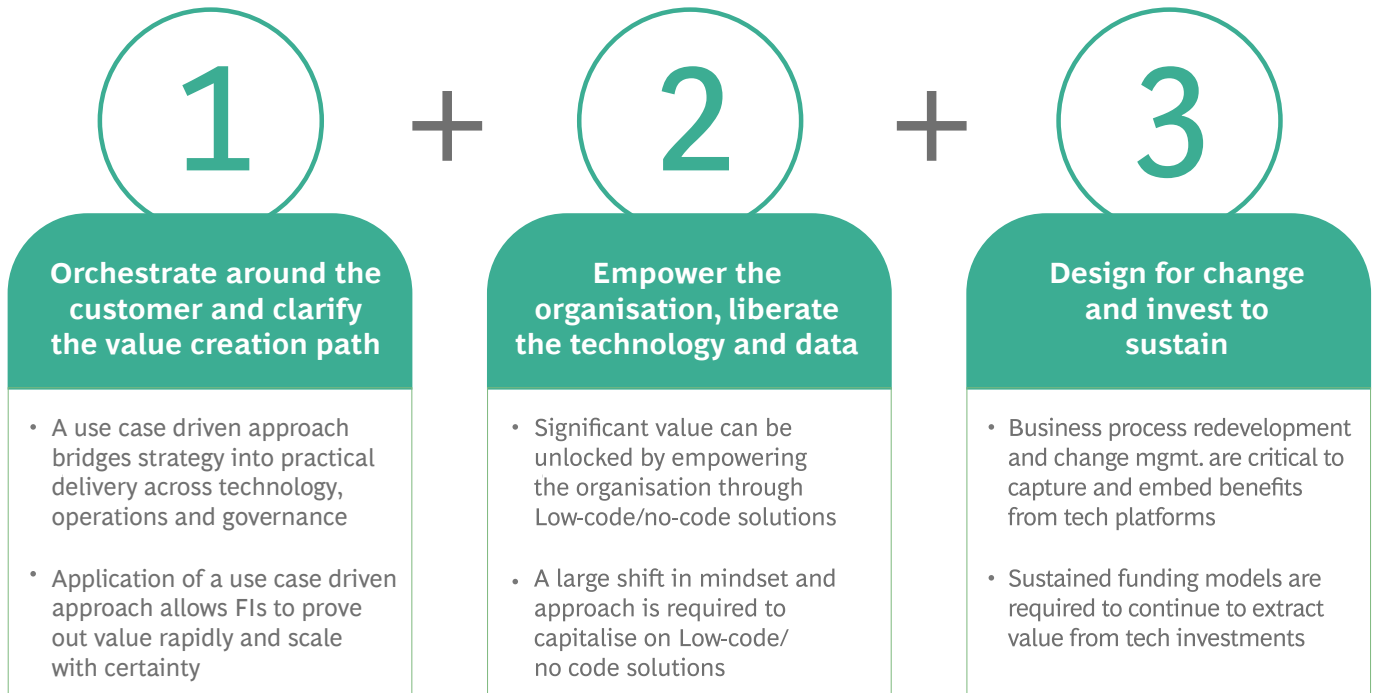 1
+
2
+
3
Orchestrate around the
customer and clarify
the value creation path
• A use case driven approach
bridges strategy into practical
delivery across technology,
operations and governance
• Application of a use case driven
approach allows FIs to prove
out value rapidly and scale
with certainty
Empower the
organisation, liberate
the technology and data
• Significant value can be
unlocked by empowering
the organisation through
Low-code/no-code solutions
• A large shift in mindset and
approach is required to
capitalise on Low-code/
no code solutions
Design for change
and invest to
sustain
• Business process redevelopment
and change mgmt. are critical to
capture and embed benefits
from tech platforms
• Sustained funding models are
required to continue to extract
value from tech investments